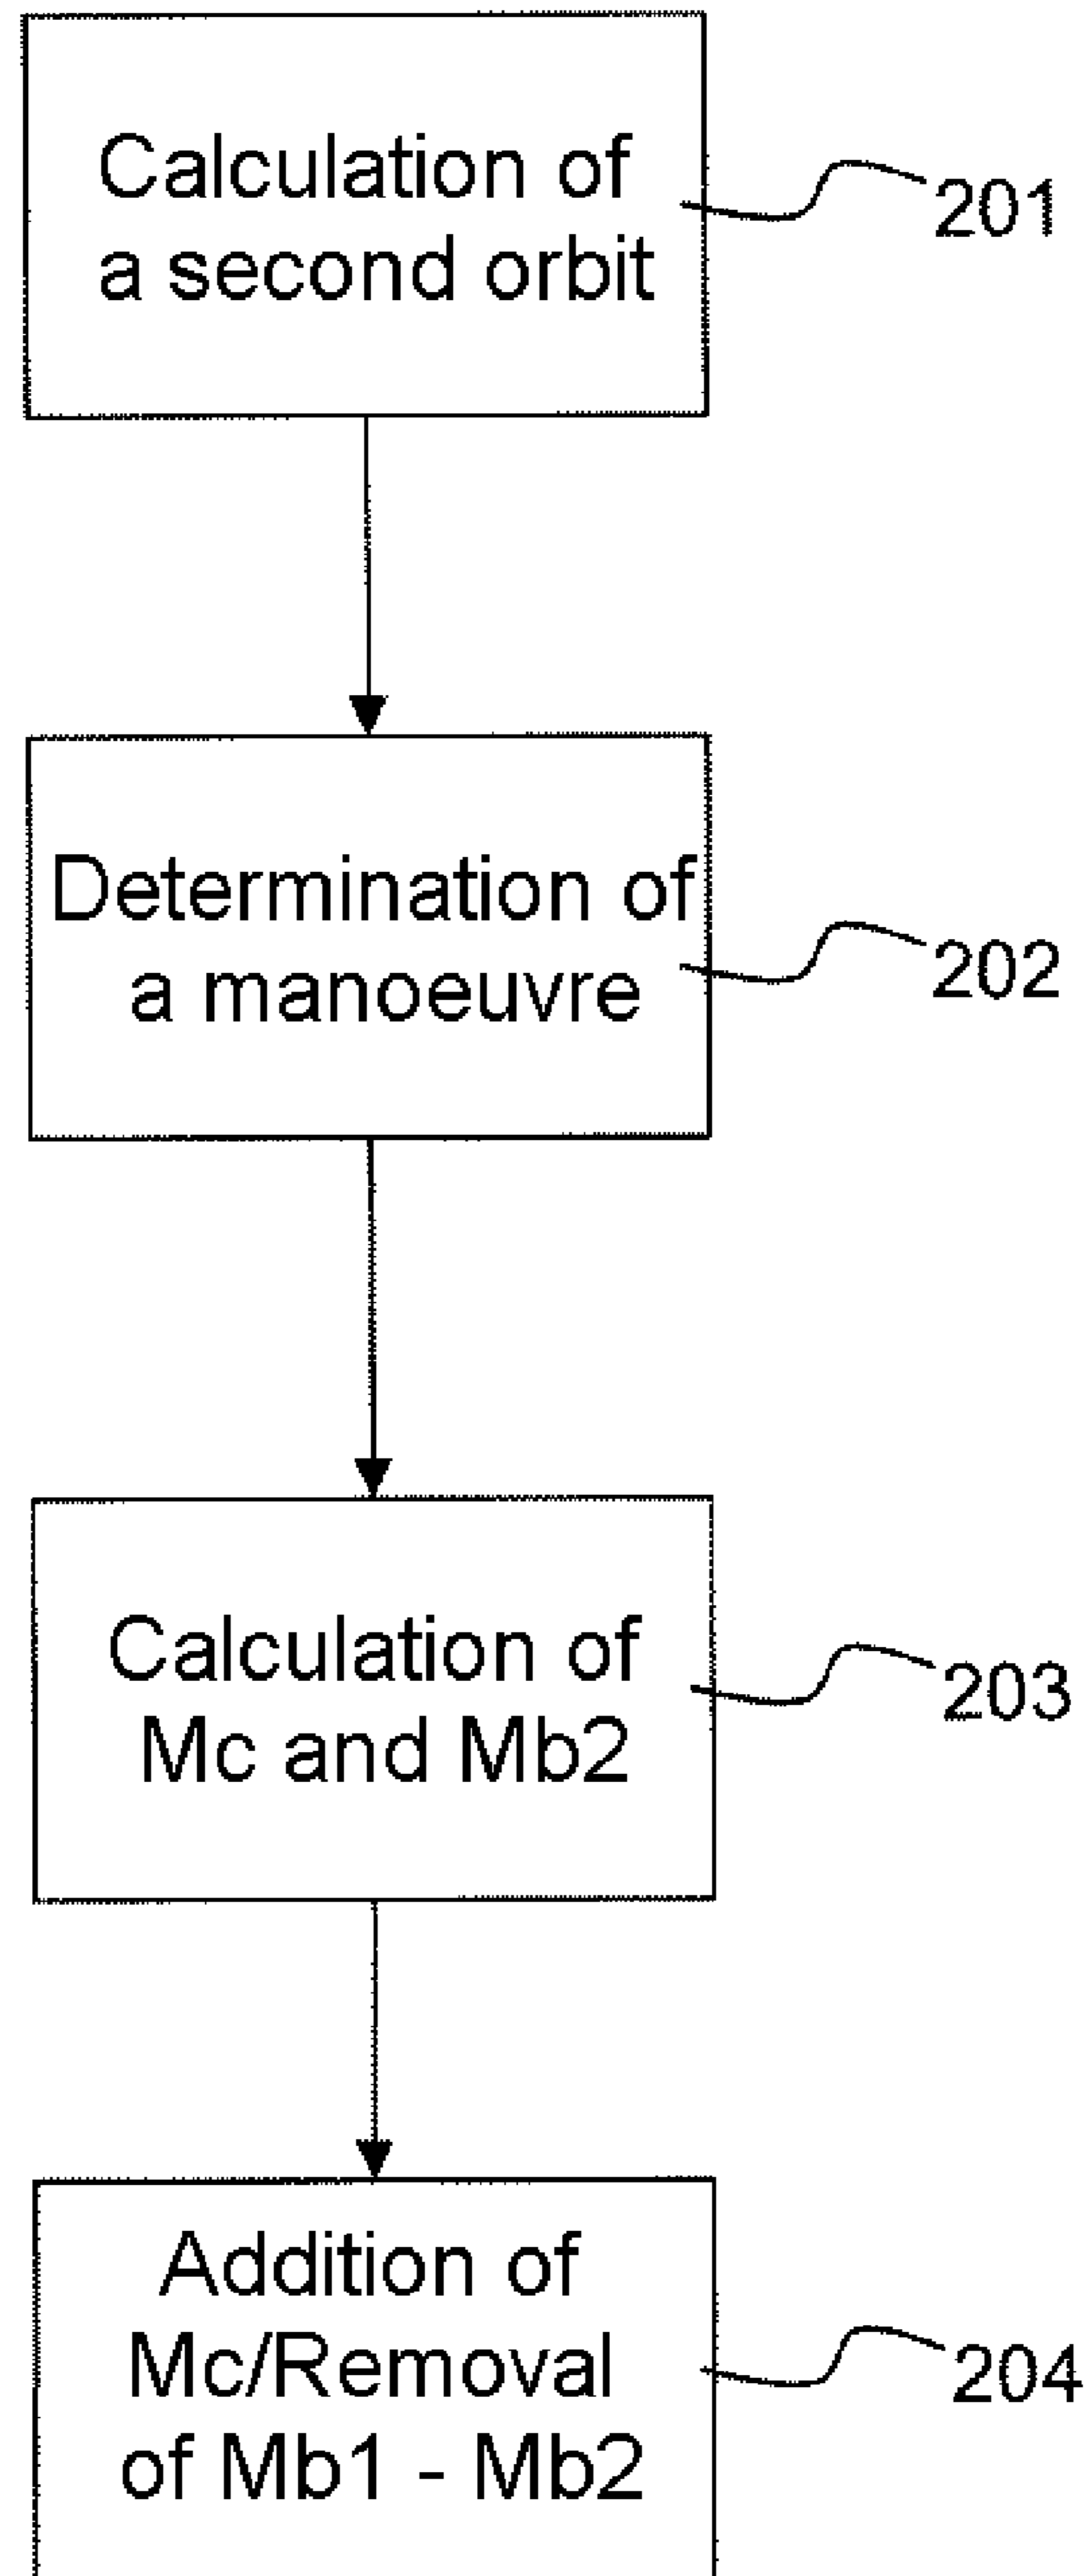 Calculation of
a second orbit
201
Determination of
a manoeuvre
202
Calculation of
Mc and Mb2
203
Addition of
Mc/Removal
of Mb1 - Mb2
204